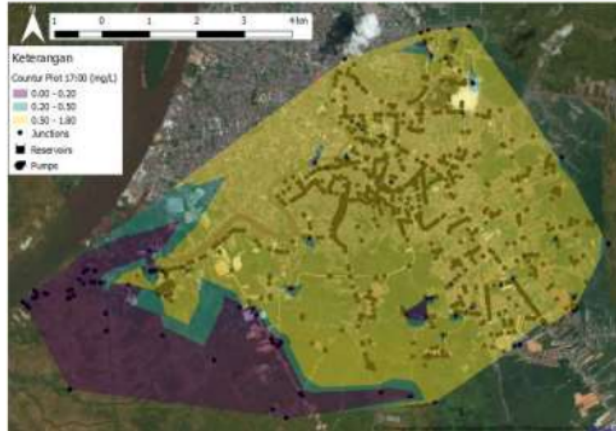 1 0 1 2 3 4 km
Keterangan
Countur Plot 17:00 (mg/L)
0.00 - 0.20
0.20 - 0.50
0.50 - 1.80
Junctions
Reservoirs
Pumps